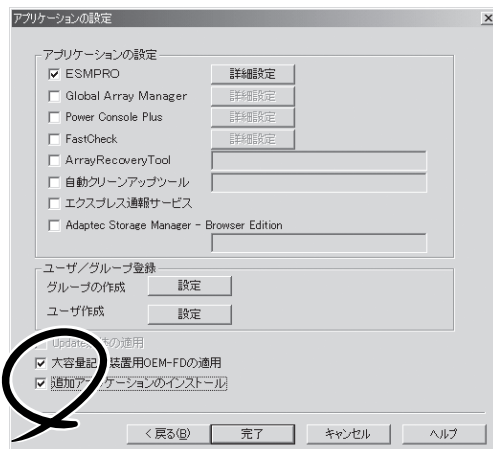 アプリケーションの設定
アプリケーションの設定
ESMPRO 詳細設定
Global Array Manager 詳細設定
Power Console Plus 詳細設定
FastCheck 詳細設定
ArrayRecoveryTool
自動クリーンアップツール
エクスプレス通報サービス
Adaptec Storage Manager - Browser Edition
ユーザ/グループ登録
グループの作成 設定
ユーザ作成 設定
の適用
大容量記 装置用OEM-FDの適用
追加ア ケーションのインストール
< 戻る(B) 完了 キャンセル ヘルプ